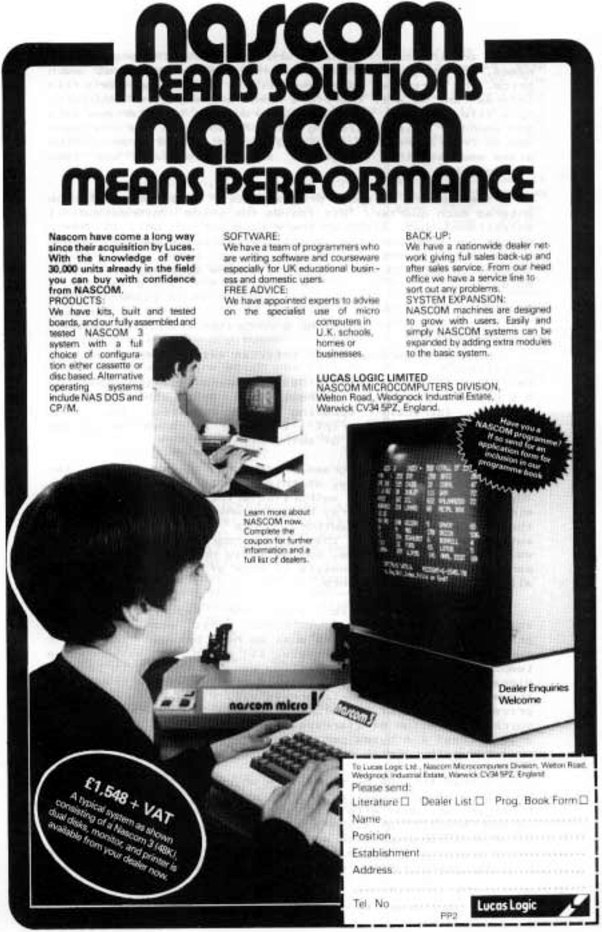 nascom
MEANS SOLUTIONS
nascom
MEANS PERFORMANCE
Nascom have come a long way
since their acquisition by Lucas.
With the knowledge of over
30,000 units already in the field
you can buy with confidence
from NASCOM.
PRODUCTS:
We have kits, built and tested
boards, and our fully assembled and
tested NASCOM 3
system with a full
choice of configura-
tion either cassette or
disc based. Alternative
operating systems
include NAS DOS and
CP/M.
SOFTWARE:
We have a team of programmers who
are writing software and courseware
especially for UK educational busin-
ess and domestic users.
FREE ADVICE:
We have appointed experts to advise
on the specialist use of micro
computers in
U.K. schools,
homes or
businesses.
BACK-UP:
We have a nationwide dealer net-
work giving full sales back-up and
after sales service. From our head
office we have a service line to
sort out any problems.
SYSTEM EXPANSION:
NASCOM machines are designed
to grow with users. Easily and
simply NASCOM systems can be
expanded by adding extra modules
to the basic system.
LUCAS LOGIC LIMITED
NASCOM MICROCOMPUTERS DIVISION,
Welton Road, Wedgnock Industrial Estate,
Warwick CV34 5PZ, England.
Have you a
NASCOM programme?
If so send for an
application form for
inclusion in our
programme book
Learn more about
NASCOM now.
Complete the
coupon for further
information and a
full list of dealers.
Dealer Enquiries
Welcome
nascom micro
nascom 3
£1,548 + VAT
A typical system as shown
consisting of a Nascom 3 (48K),
dual disks, monitor, and printer is
available from your dealer now.
To Lucas Logic Ltd., Nascom Microcomputers Division, Welton Road,
Wedgnock Industrial Estate, Warwick CV34 5PZ, England
Please send:
Literature □ Dealer List □ Prog. Book Form □
Name
Position
Establishment
Address
Tel. No
PP2
Lucas Logic